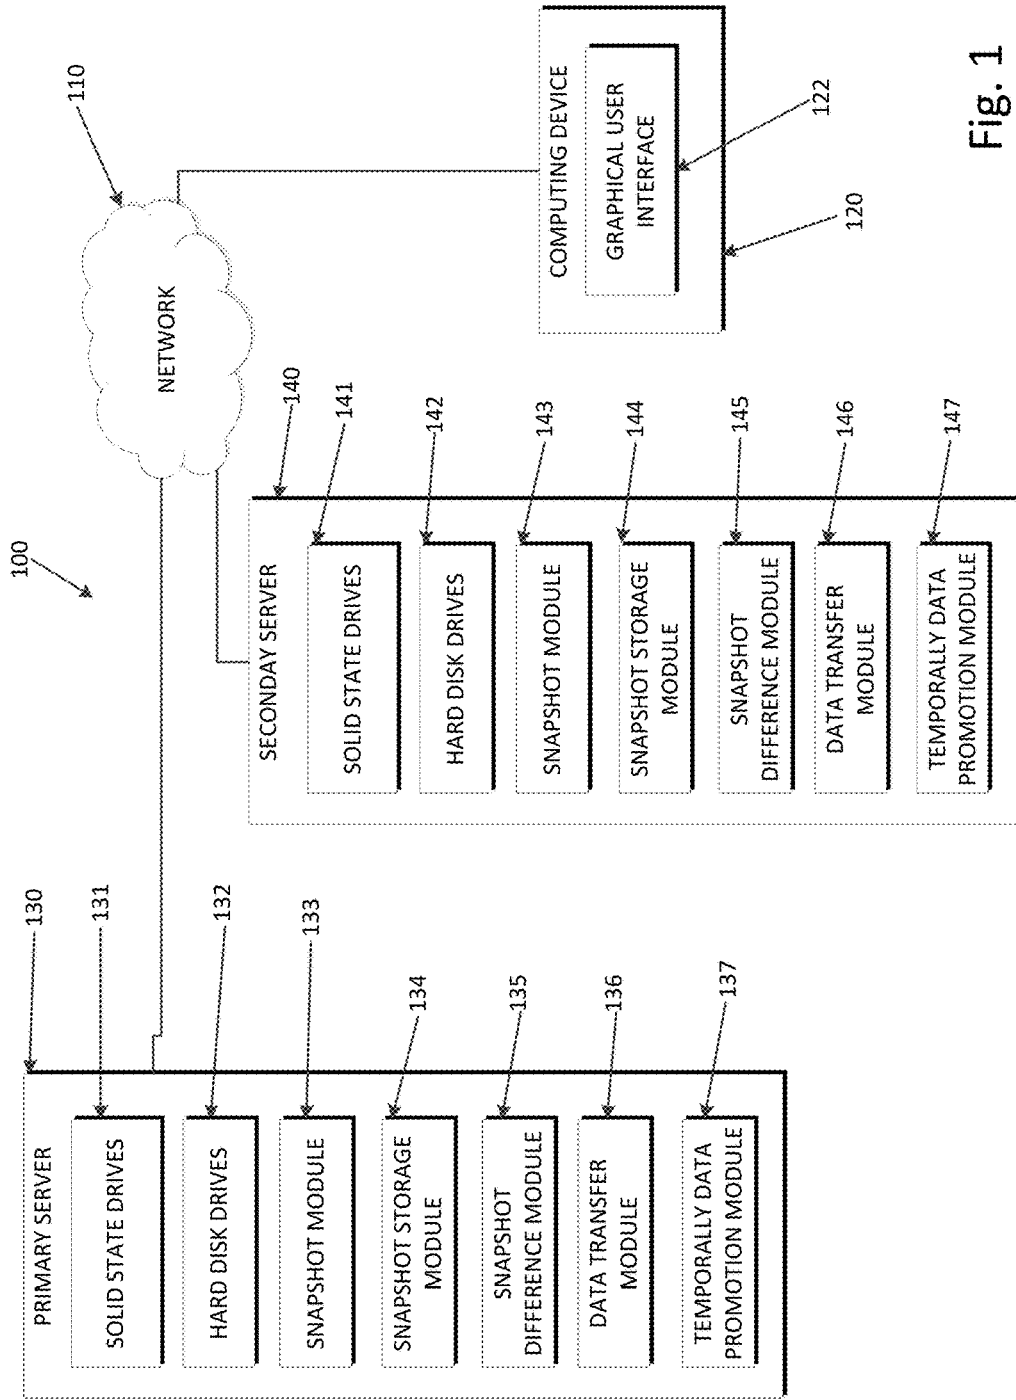 100
110
NETWORK
130
PRIMARY SERVER
SOLID STATE DRIVES
131
HARD DISK DRIVES
132
SNAPSHOT MODULE
133
SNAPSHOT STORAGE
MODULE
134
SNAPSHOT
DIFFERENCE MODULE
135
DATA TRANSFER
MODULE
136
TEMPORALLY DATA
PROMOTION MODULE
137
SECONDAY SERVER
140
SOLID STATE DRIVES
141
HARD DISK DRIVES
142
SNAPSHOT MODULE
143
SNAPSHOT STORAGE
MODULE
144
SNAPSHOT
DIFFERENCE MODULE
145
DATA TRANSFER
MODULE
146
TEMPORALLY DATA
PROMOTION MODULE
147
COMPUTING DEVICE
GRAPHICAL USER
INTERFACE
122
120
Fig. 1